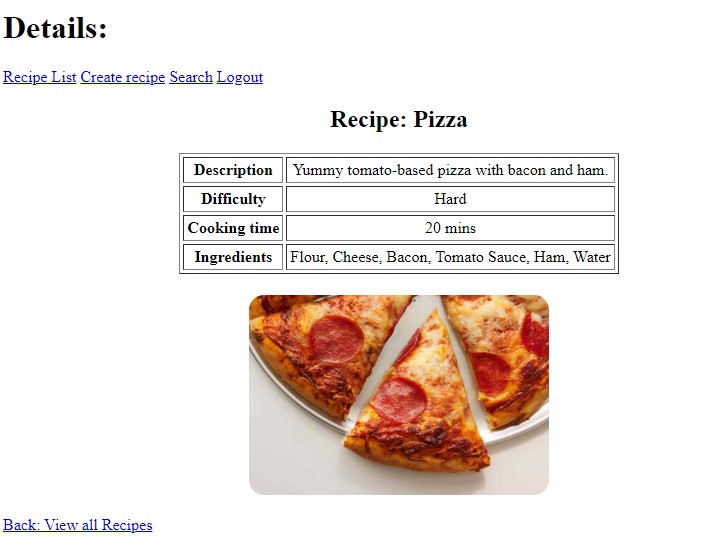 Details:
Recipe List Create recipe Search Logout
Recipe: Pizza
Description Yummy tomato-based pizza with bacon and ham.
Difficulty Hard
Cooking time 20 mins
Ingredients Flour, Cheese, Bacon, Tomato Sauce, Ham, Water
Back: View all Recipes